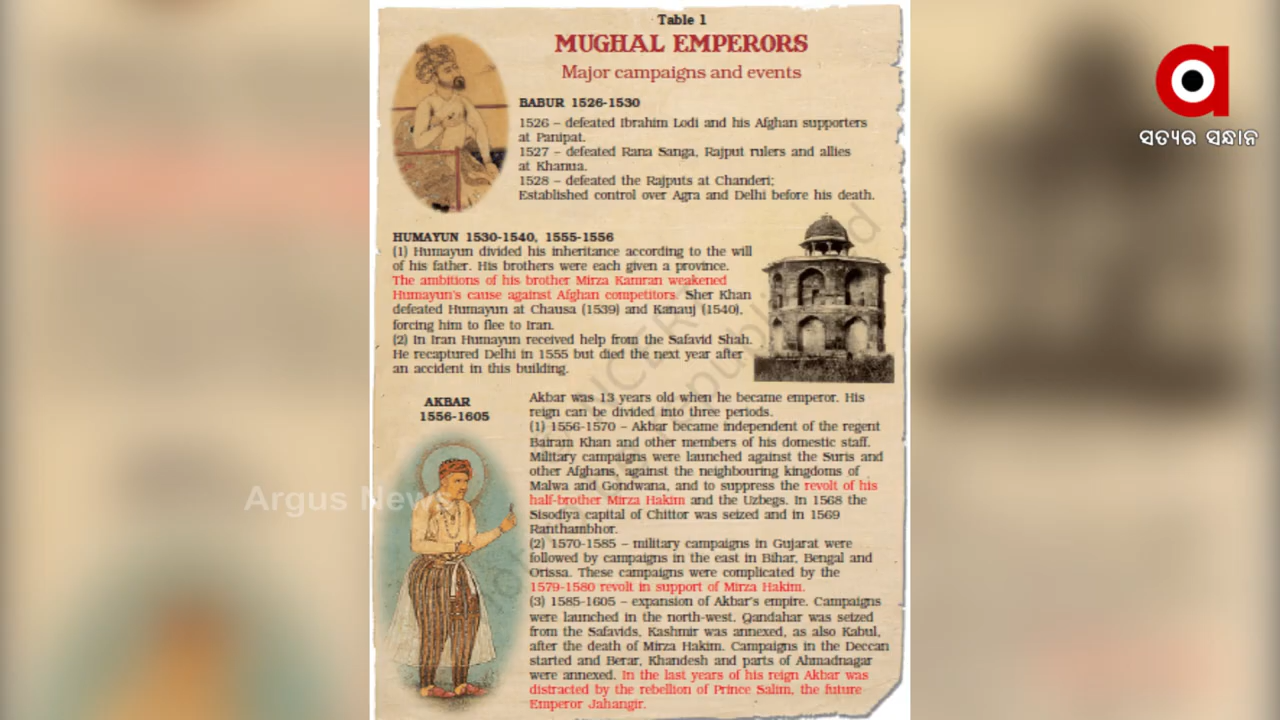 Table 1
MUGHAL EMPERORS
Major campaigns and events
BABUR 1526-1530
1526 – defeated Ibrahim Lodi and his Afghan supporters
at Panipat.
1527 – defeated Rana Sanga, Rajput rulers and allies
at Khanua.
1528 – defeated the Rajputs at Chanderi;
Established control over Agra and Delhi before his death.
HUMAYUN 1530-1540, 1555-1556
(1) Humayun divided his inheritance according to the will
of his father. His brothers were each given a province.
The ambitions of his brother Mirza Kamran weakened
Humayun's cause against Afghan competitors. Sher Khan
defeated Humayun at Chausa (1539) and Kanauj (1540),
forcing him to flee to Iran.
(2) In Iran Humayun received help from the Safavid Shah.
He recaptured Delhi in 1555 but died the next year after
an accident in this building.
AKBAR
1556-1605
Akbar was 13 years old when he became emperor. His
reign can be divided into three periods.
(1) 1556-1570 – Akbar became independent of the regent
Bairam Khan and other members of his domestic staff.
Military campaigns were launched against the Suris and
other Afghans, against the neighbouring kingdoms of
Malwa and Gondwana, and to suppress the revolt of his
half-brother Mirza Hakim and the Uzbegs. In 1568 the
Sisodiya capital of Chittor was seized and in 1569
Ranthambhor.
(2) 1570-1585 – military campaigns in Gujarat were
followed by campaigns in the east in Bihar, Bengal and
Orissa. These campaigns were complicated by the
1579-1580 revolt in support of Mirza Hakim.
(3) 1585-1605 – expansion of Akbar's empire. Campaigns
were launched in the north-west. Qandahar was seized
from the Safavids, Kashmir was annexed, as also Kabul,
after the death of Mirza Hakim. Campaigns in the Deccan
started and Berar, Khandesh and parts of Ahmadnagar
were annexed. In the last years of his reign Akbar was
distracted by the rebellion of Prince Salim, the future
Emperor Jahangir.
a
ସତ୍ୟର ସନ୍ଧାନ
Argus News